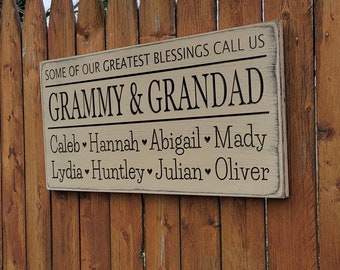 SOME OF OUR GREATEST BLESSINGS CALL US
GRAMMY & GRANDAD
Caleb ♥ Hannah ♥ Abigail ♥ Mady
Lydia ♥ Huntley ♥ Julian ♥ Oliver